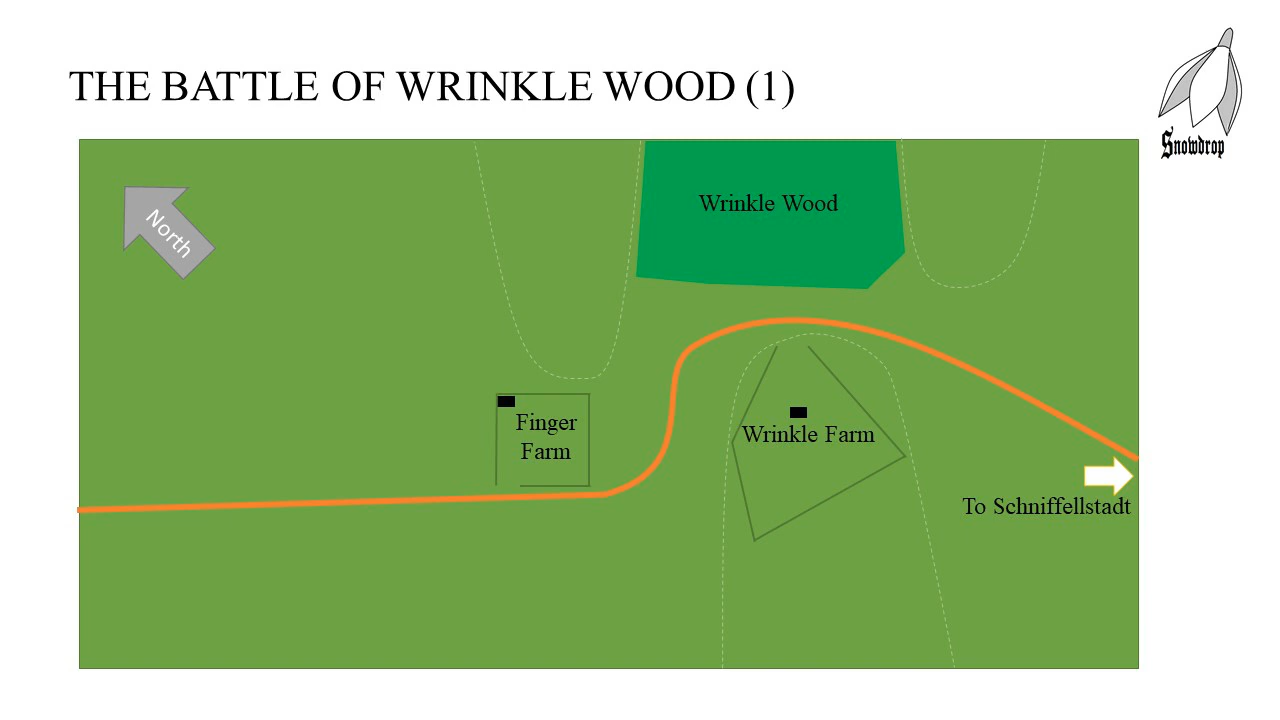 THE BATTLE OF WRINKLE WOOD (1)
Snowdrop
North
Wrinkle Wood
Finger
Farm
Wrinkle Farm
To Schniffellstadt